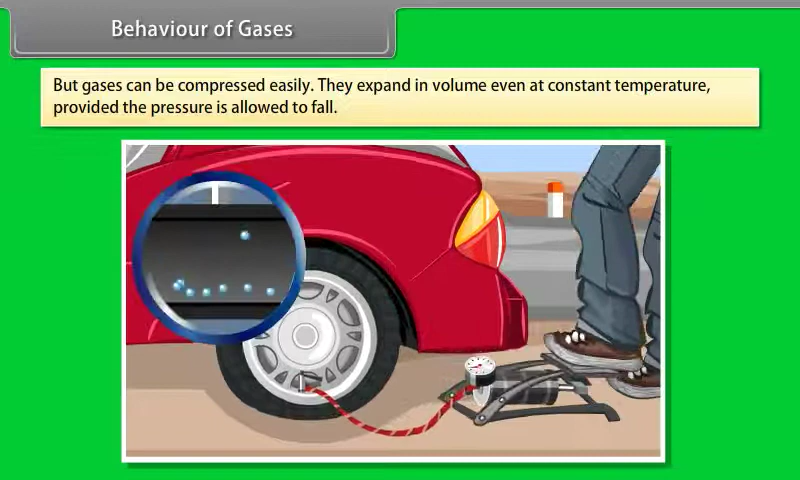 Behaviour of Gases
But gases can be compressed easily. They expand in volume even at constant temperature,
provided the pressure is allowed to fall.